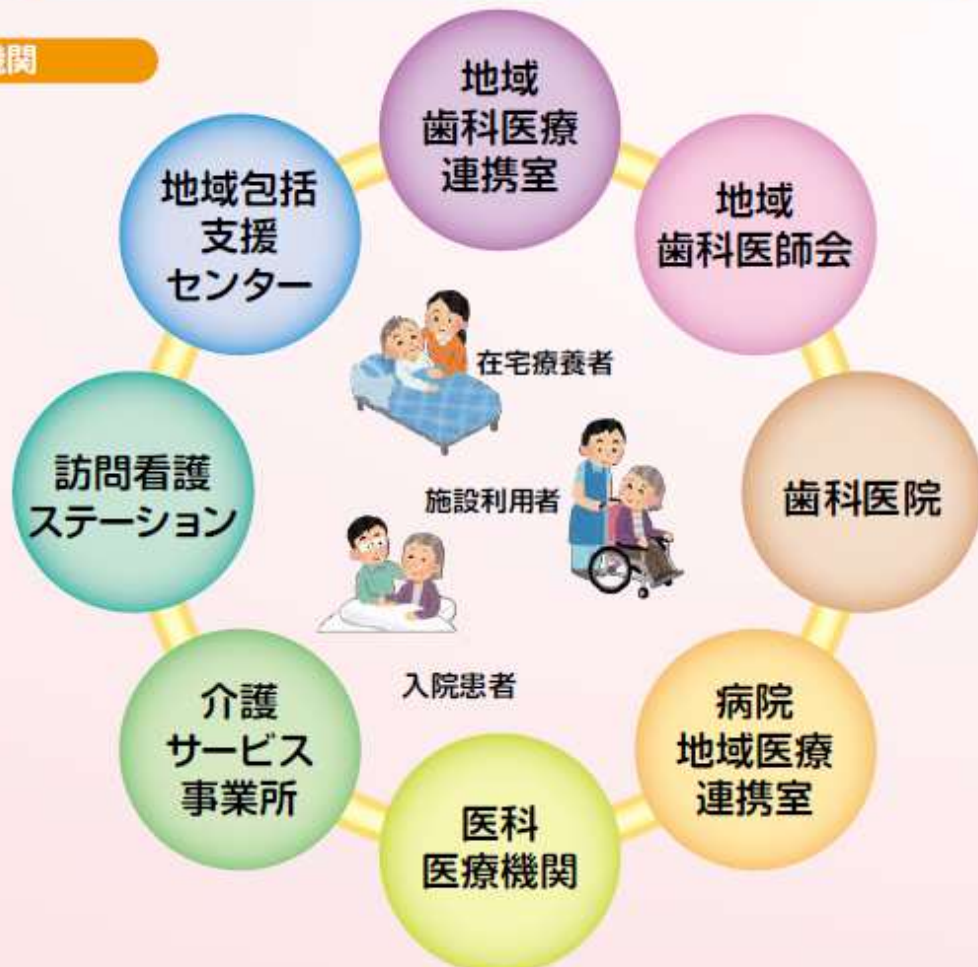 関
地域
歯科医療
連携室
地域
歯科医師会
歯科医院
病院
地域医療
連携室
医科
医療機関
介護
サービス
事業所
訪問看護
ステーション
地域包括
支援
センター
在宅療養者
施設利用者
入院患者